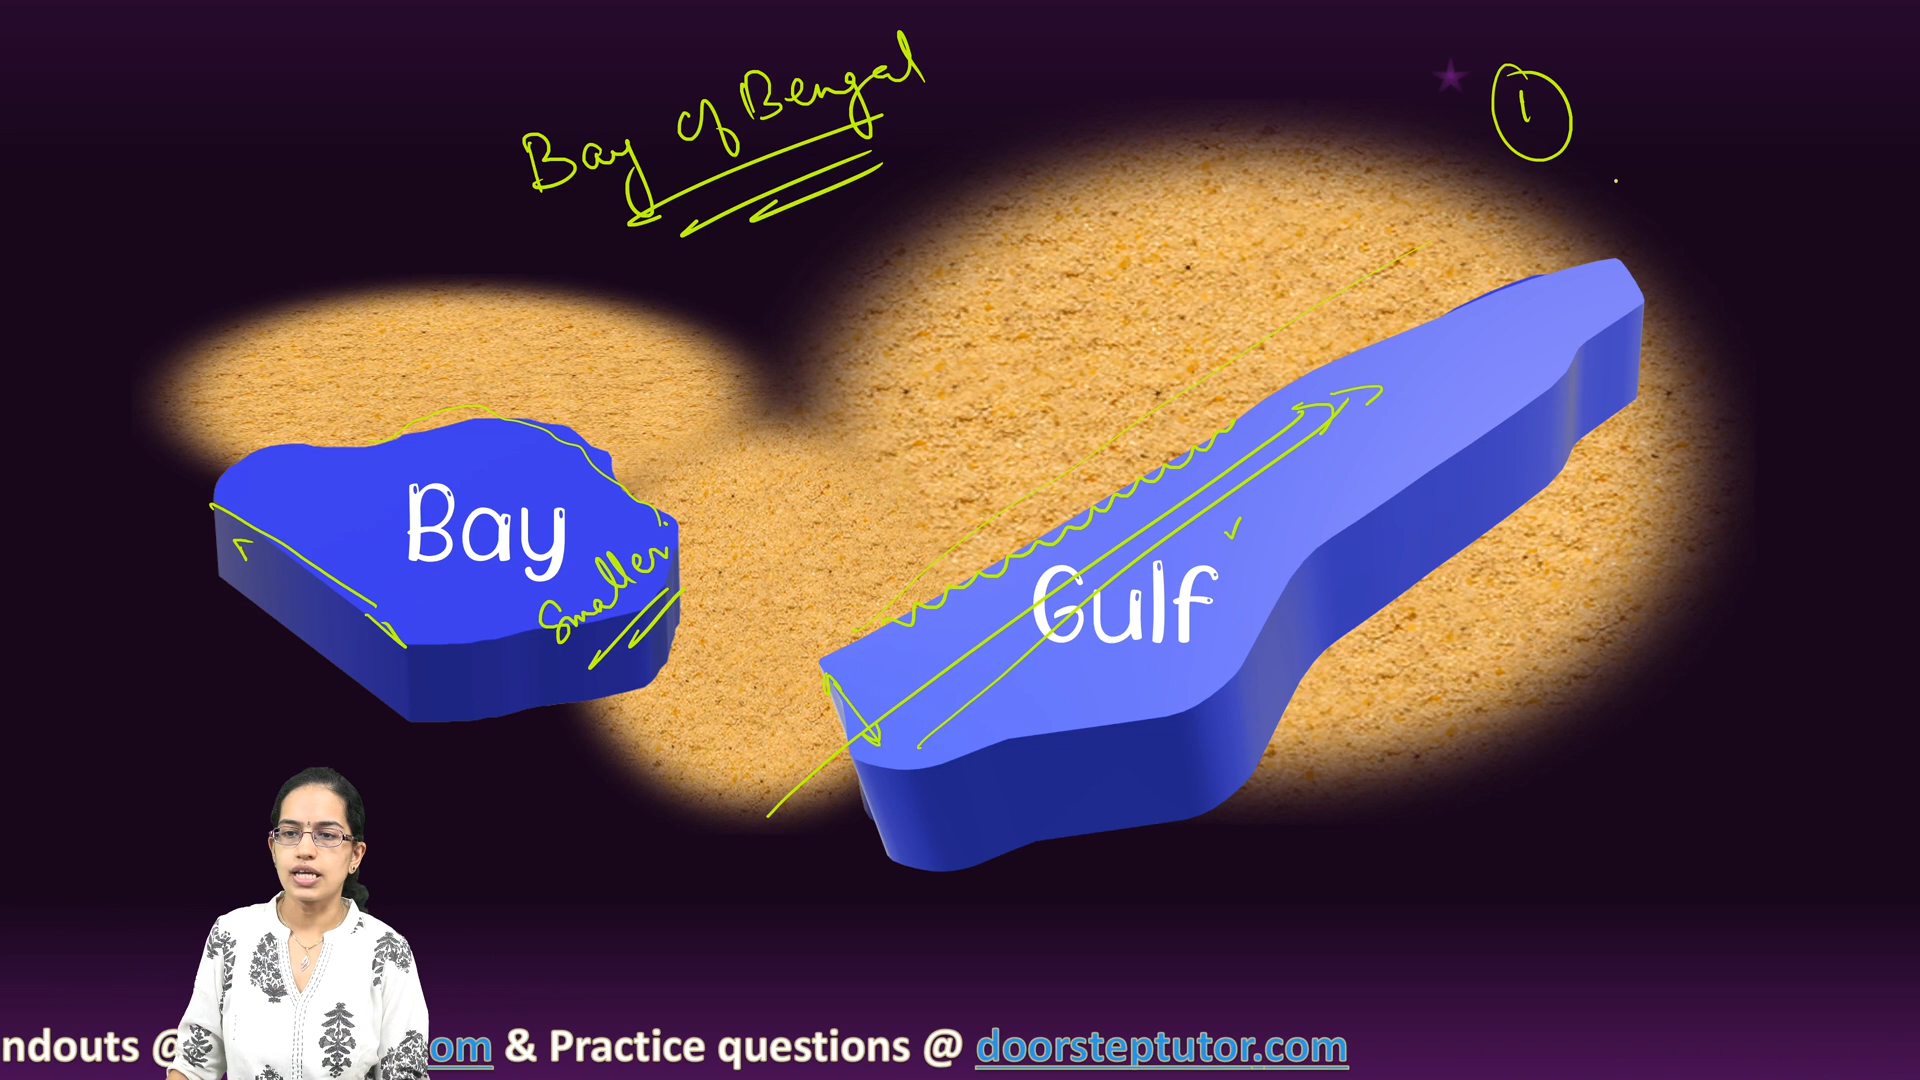 Bay of Bengal
1
Bay
Smaller
Gulf
ndouts @
om & Practice questions @ doorsteptutor.com